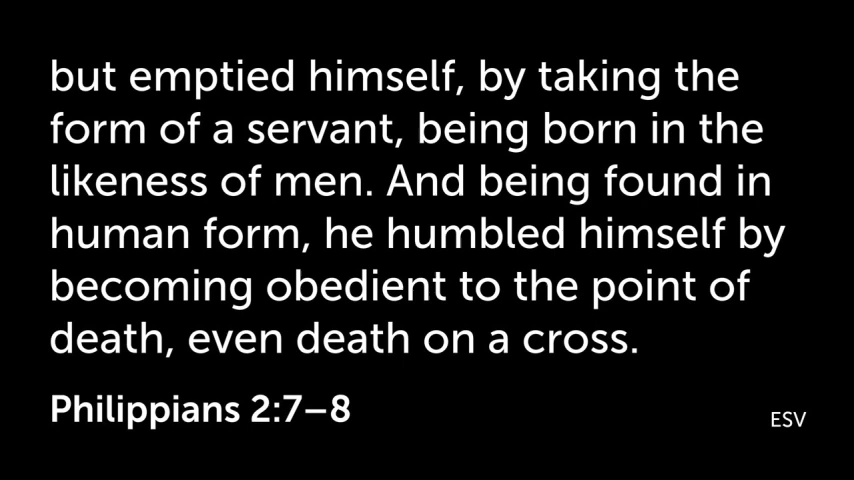 but emptied himself, by taking the
form of a servant, being born in the
likeness of men. And being found in
human form, he humbled himself by
becoming obedient to the point of
death, even death on a cross.
Philippians 2:7–8
ESV